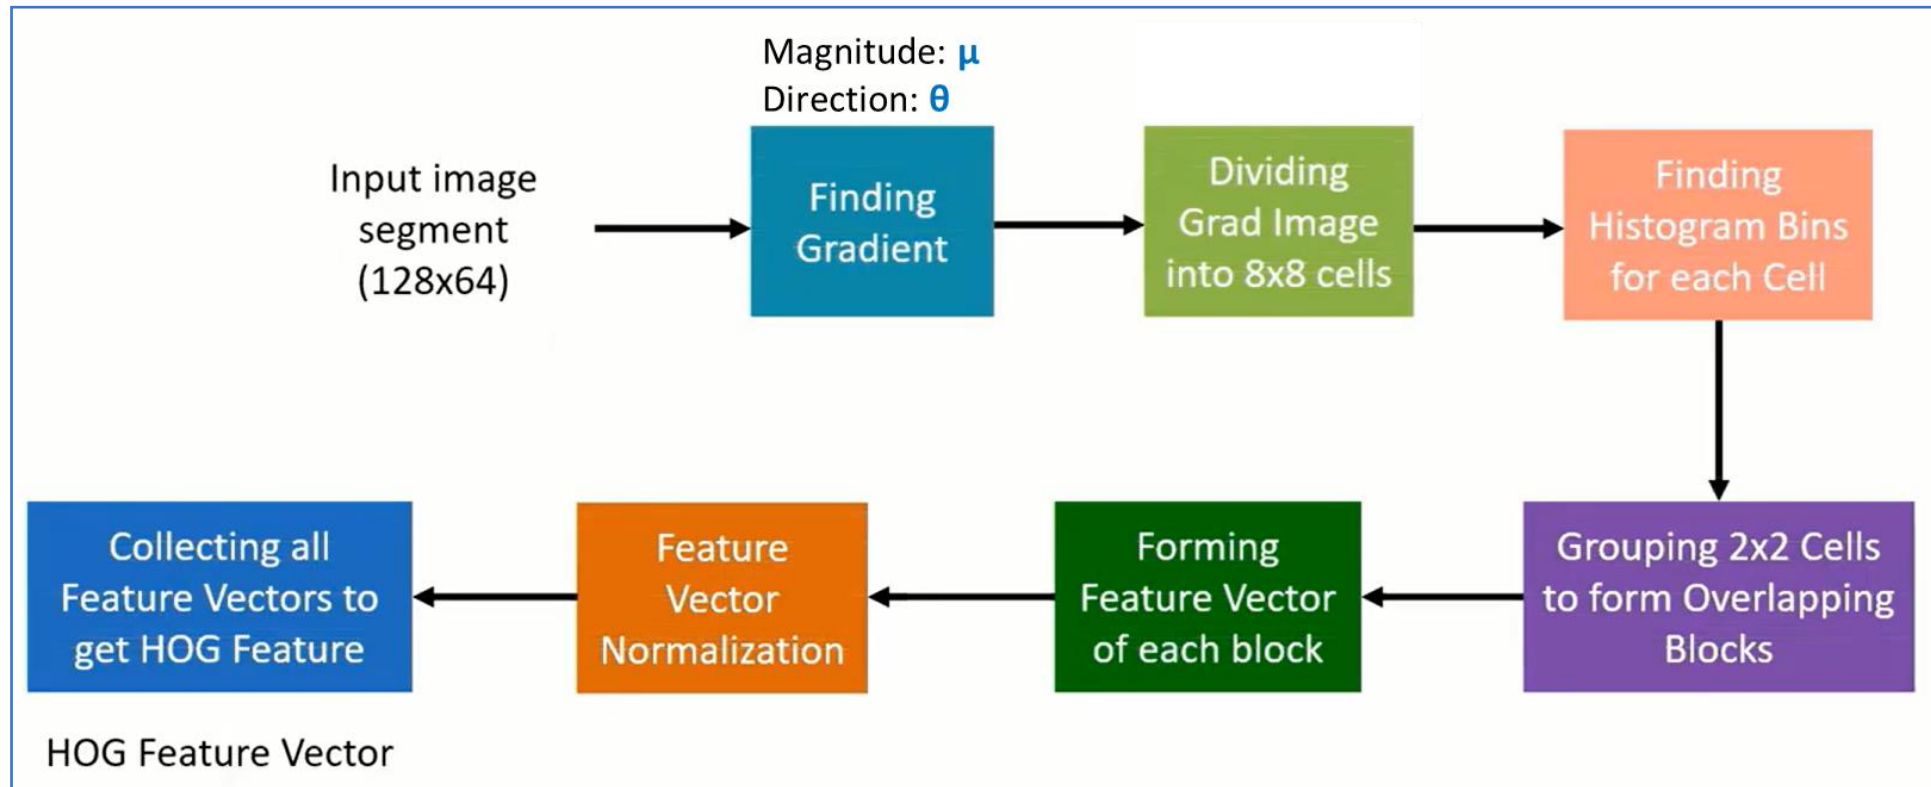 Magnitude: μ
Direction: θ
Input image
segment
(128x64)
Finding
Gradient
Dividing
Grad Image
into 8x8 cells
Finding
Histogram Bins
for each Cell
Grouping 2x2 Cells
to form Overlapping
Blocks
Forming
Feature Vector
of each block
Feature
Vector
Normalization
Collecting all
Feature Vectors to
get HOG Feature
HOG Feature Vector